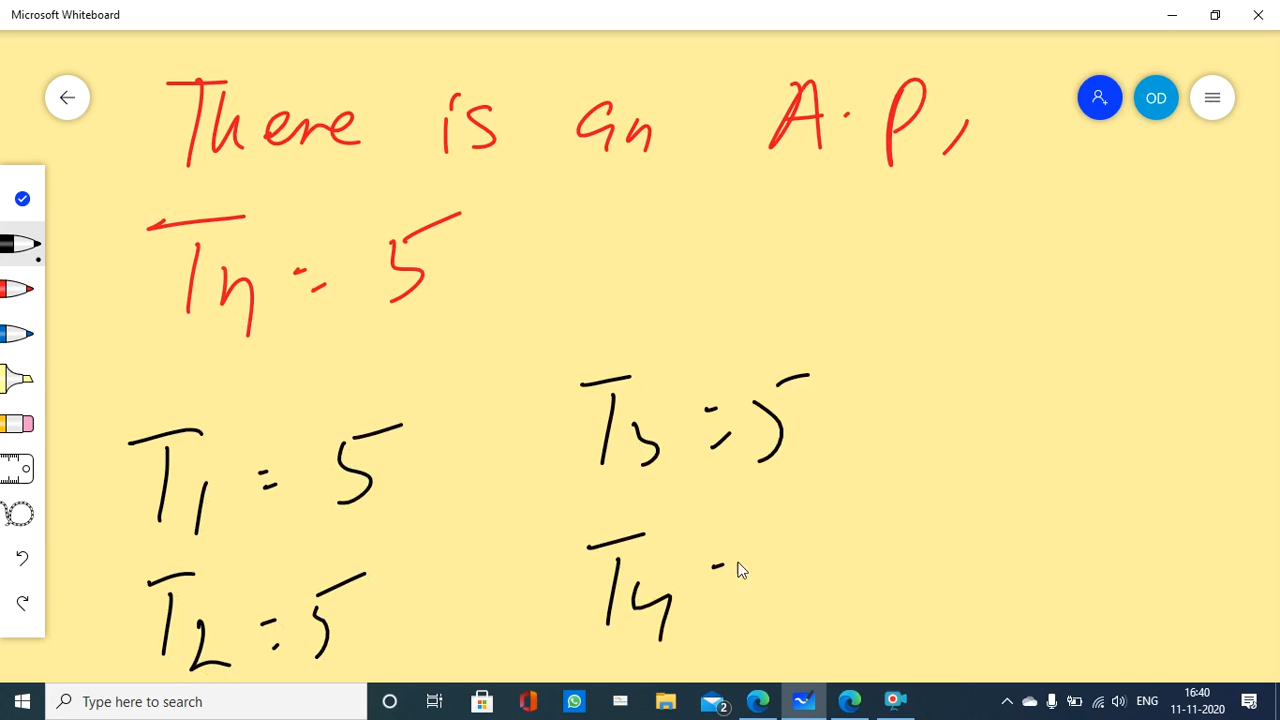 Microsoft Whiteboard
OD
There is an A.P,
Tn = 5
T1 = 5
T2 = 5
T3 = 5
T4 -
Type here to search
2
ENG
16:40
11-11-2020